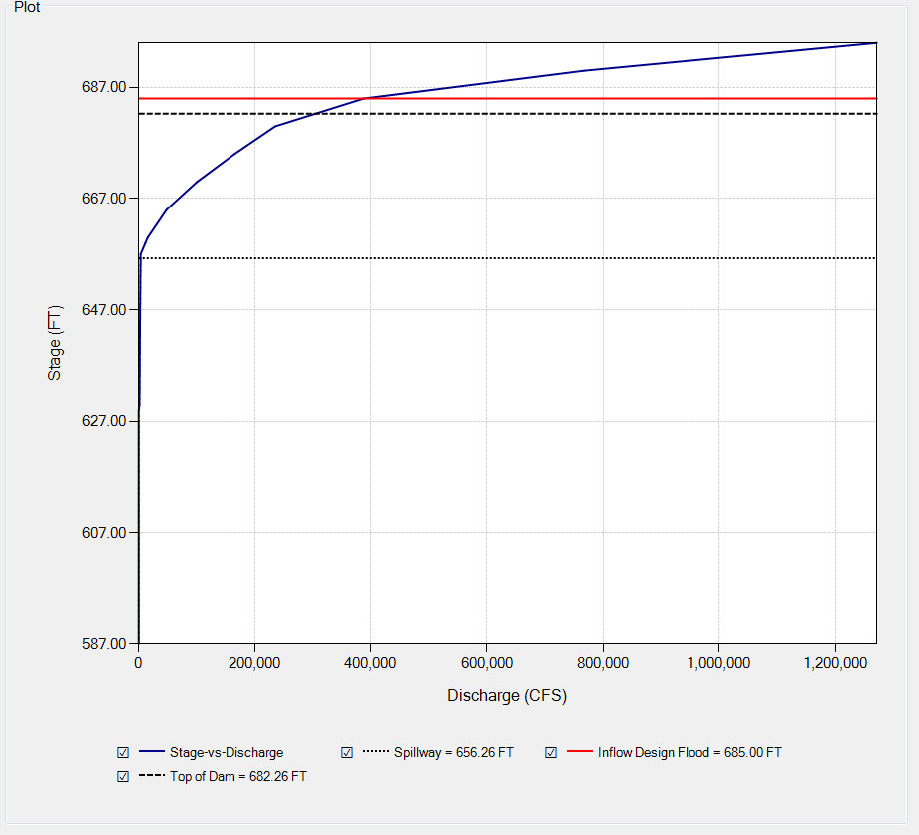 Plot
687.00
667.00
647.00
627.00
607.00
587.00
Stage (FT)
0 200,000 400,000 600,000 800,000 1,000,000 1,200,000
Discharge (CFS)
Stage-vs-Discharge Spillway = 656.26 FT Inflow Design Flood = 685.00 FT
Top of Dam = 682.26 FT